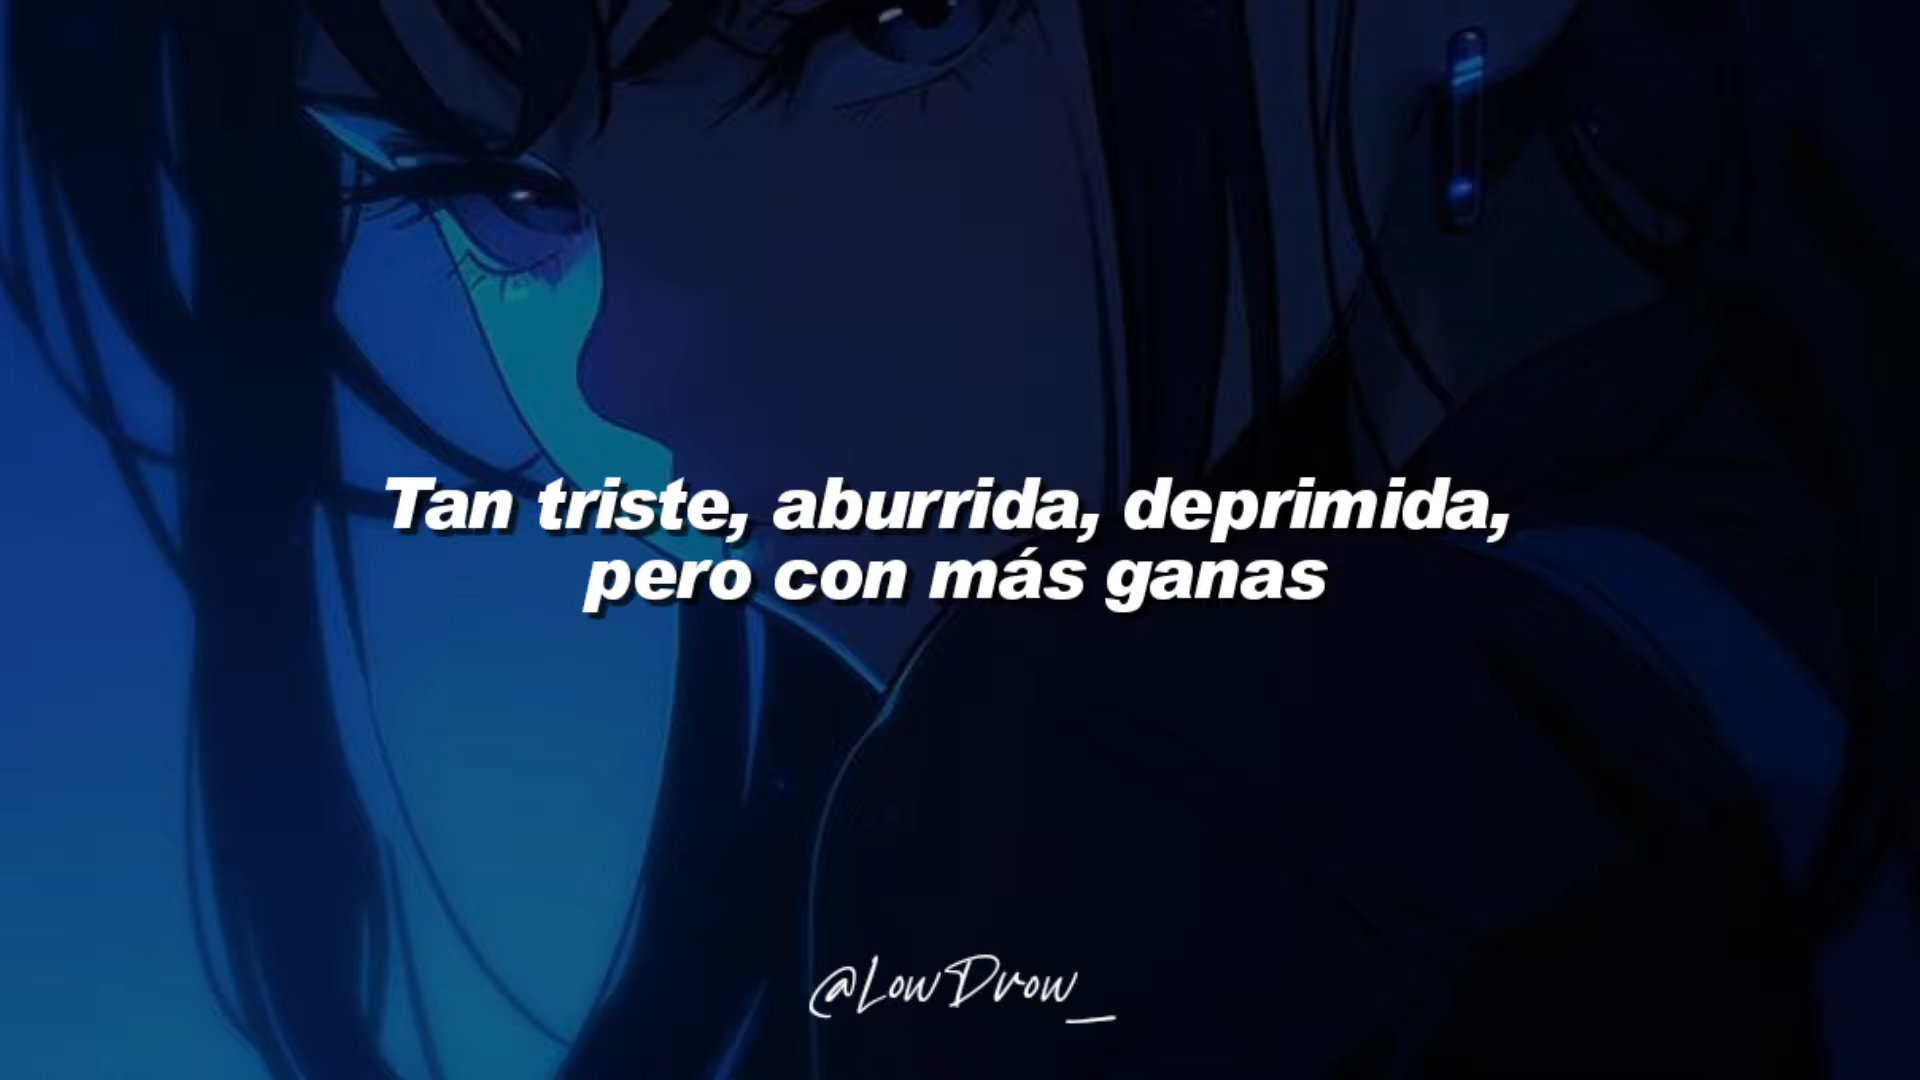 Tan triste, aburrida, deprimida,
pero con más ganas
@LowDrow_